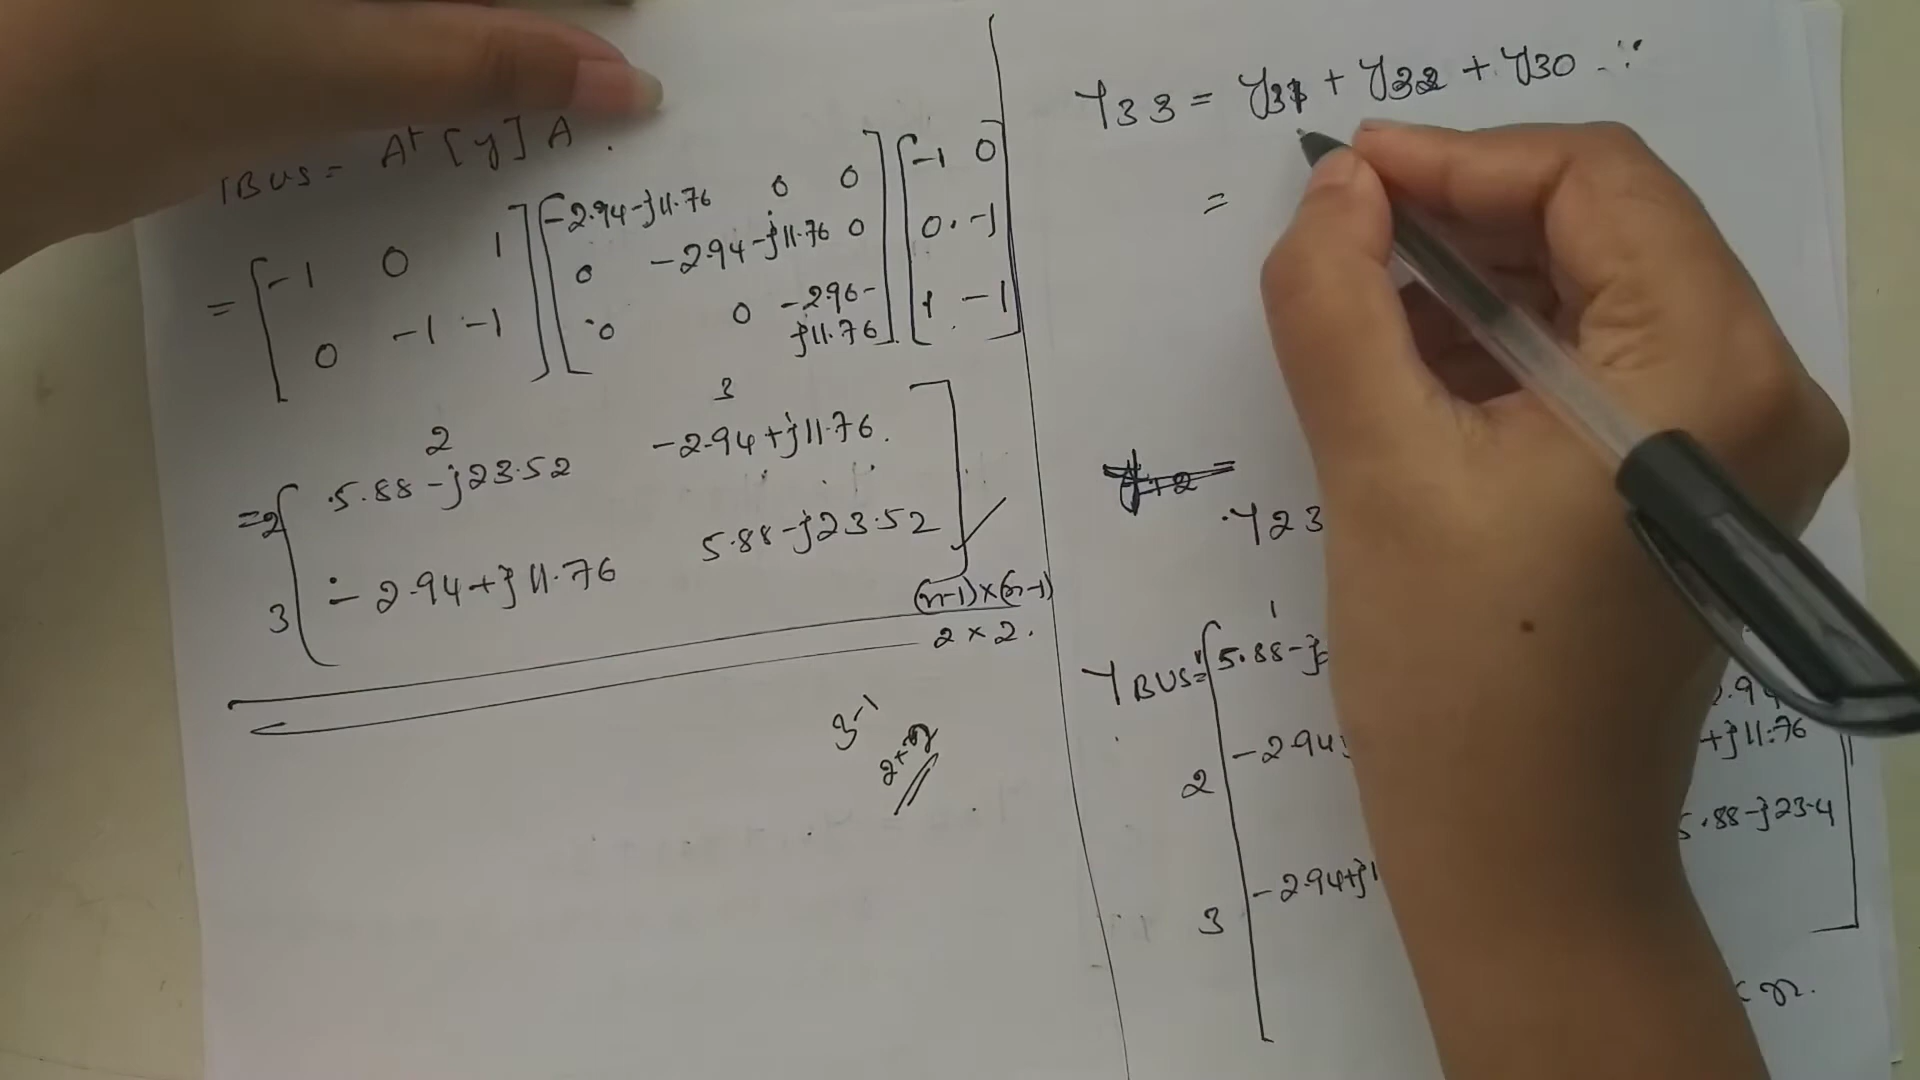 YBUS = Aᵗ [y] A .
= [ -1 0 1 ] [ -2.94-j11.76 0 0 ] [ -1 0 ]
[ 0 -1 -1 ] [ 0 -2.94-j11.76 0 ] [ 0 . -1 ]
[ 0 0 -2.96- j11.76 ] [ 1 -1 ]
2 3
= 2 [ 5.88-j23.52 -2.94+j11.76. ]
3 [ -2.94+j11.76 5.88-j23.52 ]
(n-1)×(n-1)
2 × 2 .
3-1
Y33 = y31 + y32 + y30 ∵
=
Y23
1
YBUS = [ 5.88-j
2 -2.94
+j11.76
5.88-j23.4
3 -2.94+j1
n.